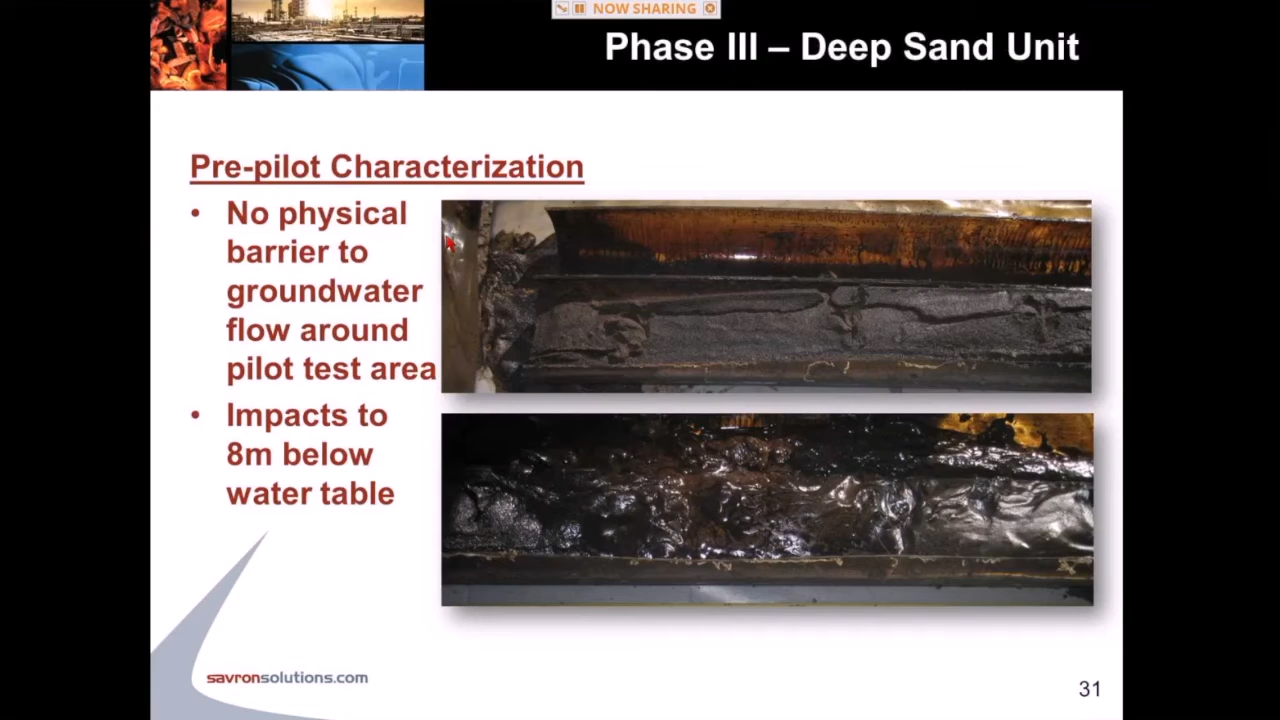 NOW SHARING
Phase III – Deep Sand Unit
Pre-pilot Characterization
• No physical
barrier to
groundwater
flow around
pilot test area
• Impacts to
8m below
water table
savronsolutions.com
31